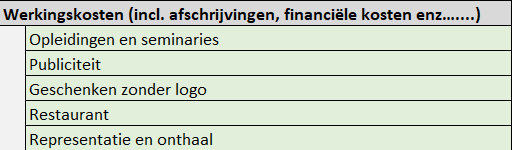 Werkingskosten (incl. afschrijvingen, financiële kosten enz…....)
Opleidingen en seminaries
Publiciteit
Geschenken zonder logo
Restaurant
Representatie en onthaal